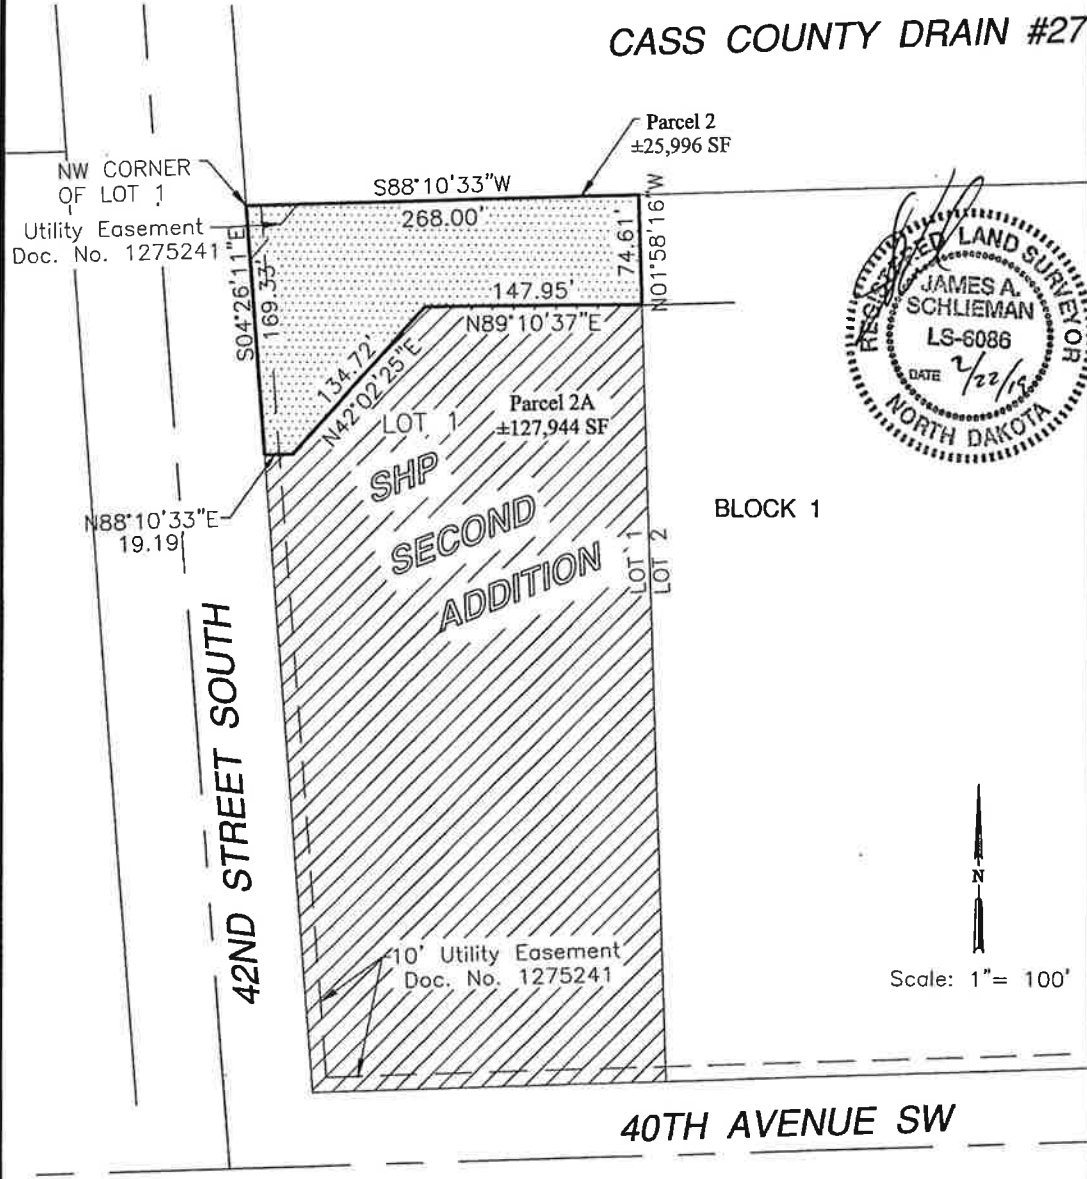 CASS COUNTY DRAIN #27
Parcel 2
±25,996 SF
NW CORNER
OF LOT 1
S88°10'33"W
268.00'
Utility Easement
Doc. No. 1275241
S04°26'11"E
169.33'
74.61'
N01°58'16"W
147.95'
N89°10'37"E
134.72'
N42°02'25"E
REGISTERED LAND SURVEYOR
JAMES A.
SCHLIEMAN
LS-6086
DATE 2/22/19
NORTH DAKOTA
LOT 1
Parcel 2A
±127,944 SF
SHP
SECOND
ADDITION
N88°10'33"E
19.19'
BLOCK 1
LOT 1
LOT 2
42ND STREET SOUTH
N
10' Utility Easement
Doc. No. 1275241
Scale: 1"= 100'
40TH AVENUE SW